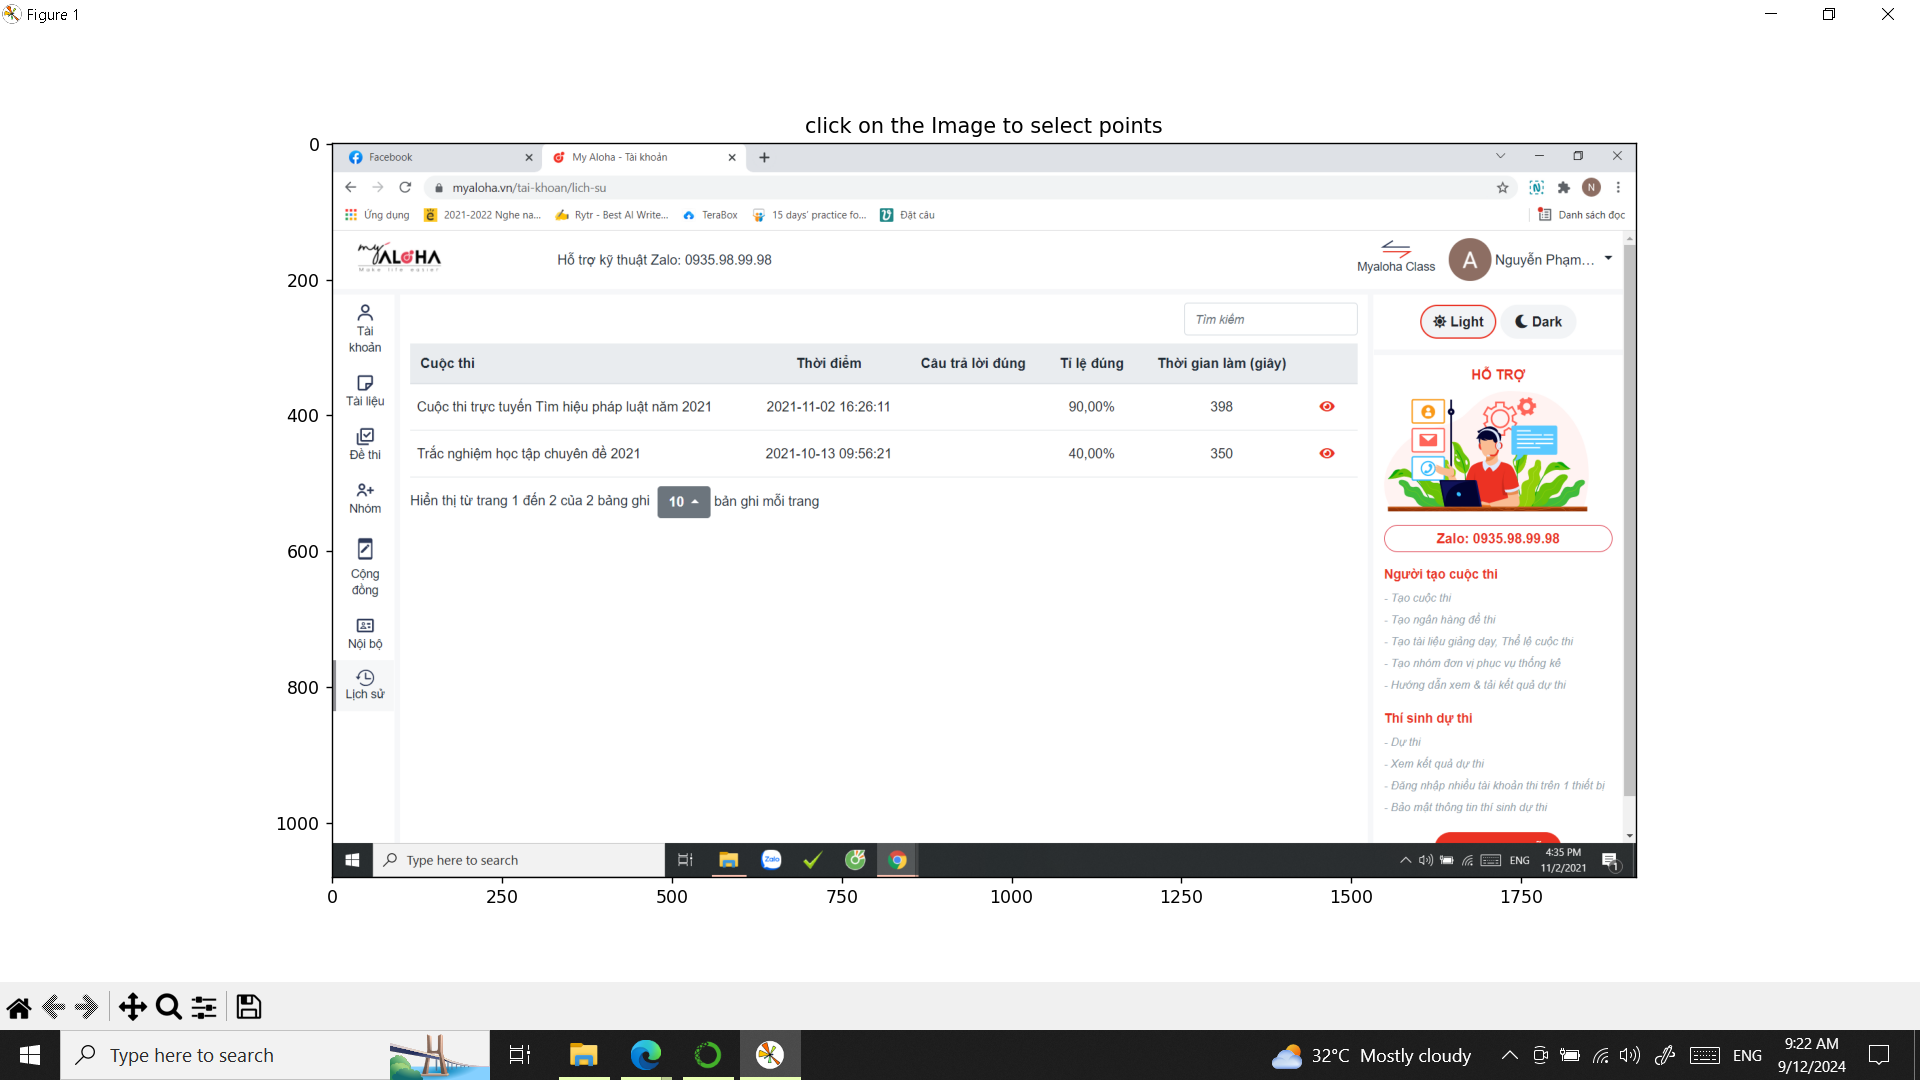 Figure 1
click on the Image to select points
0
200
400
600
800
1000
0 250 500 750 1000 1250 1500 1750
Facebook
My Aloha - Tài khoản
myaloha.vn/tai-khoan/lich-su
Ứng dụng
2021-2022 Nghe na...
Rytr - Best AI Write...
TeraBox
15 days' practice fo...
Đặt câu
Danh sách đọc
my ALOHA
Make life easier
Hỗ trợ kỹ thuật Zalo: 0935.98.99.98
Myaloha Class
A
Nguyễn Phạm...
N
Tài khoản
Tài liệu
Đề thi
Nhóm
Cộng đồng
Nội bộ
Lịch sử
Tìm kiếm
Cuộc thi Thời điểm Câu trả lời đúng Tỉ lệ đúng Thời gian làm (giây)
Cuộc thi trực tuyến Tìm hiệu pháp luật năm 2021 2021-11-02 16:26:11 90,00% 398
Trắc nghiệm học tập chuyên đề 2021 2021-10-13 09:56:21 40,00% 350
Hiển thị từ trang 1 đến 2 của 2 bảng ghi 10 bản ghi mỗi trang
Light
Dark
HỖ TRỢ
Zalo: 0935.98.99.98
Người tạo cuộc thi
- Tạo cuộc thi
- Tạo ngân hàng đề thi
- Tạo tài liệu giảng dạy, Thể lệ cuộc thi
- Tạo nhóm đơn vị phục vụ thống kê
- Hướng dẫn xem & tải kết quả dự thi
Thí sinh dự thi
- Dự thi
- Xem kết quả dự thi
- Đăng nhập nhiều tài khoản thi trên 1 thiết bị
- Bảo mật thông tin thí sinh dự thi
Type here to search
Zalo
ENG
4:35 PM
11/2/2021
1
Type here to search
32°C Mostly cloudy
ENG
9:22 AM
9/12/2024